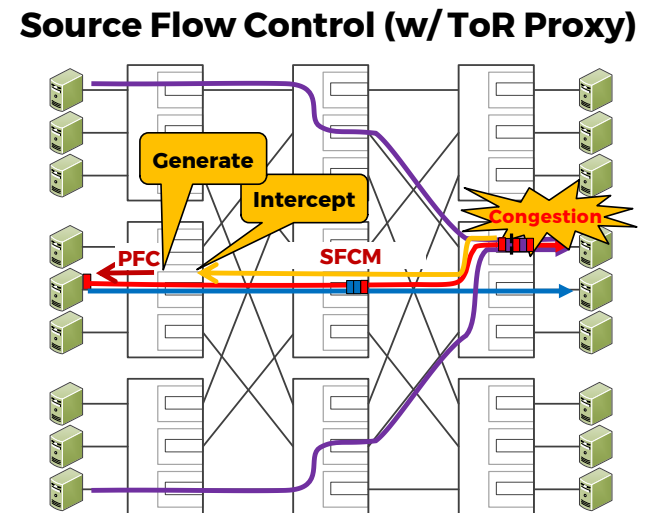 Source Flow Control (w/ ToR Proxy)
Generate
Intercept
Congestion
PFC
SFCM